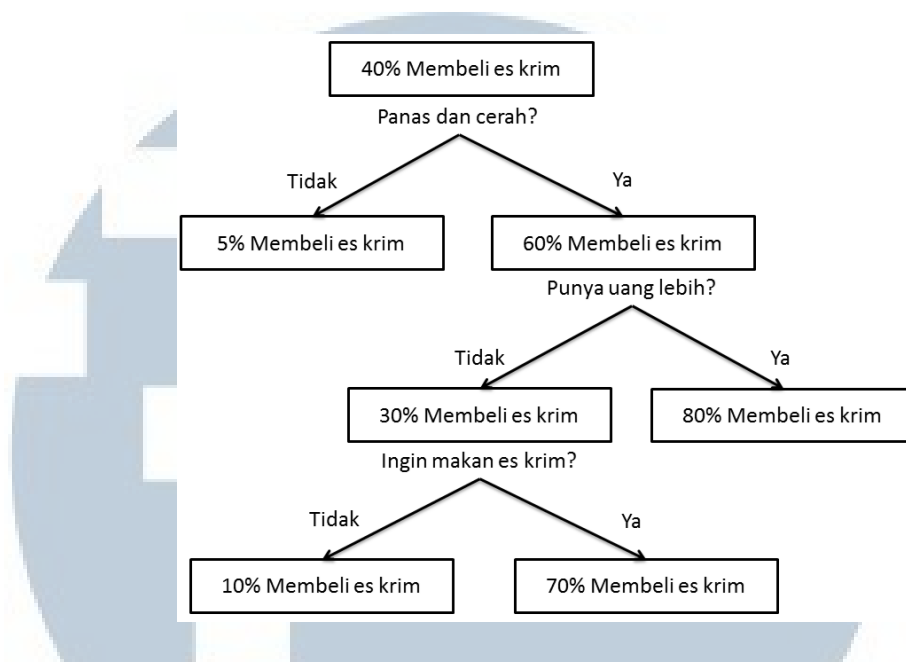 40% Membeli es krim
Panas dan cerah?
Tidak
Ya
5% Membeli es krim
60% Membeli es krim
Punya uang lebih?
Tidak
Ya
30% Membeli es krim
80% Membeli es krim
Ingin makan es krim?
Tidak
Ya
10% Membeli es krim
70% Membeli es krim